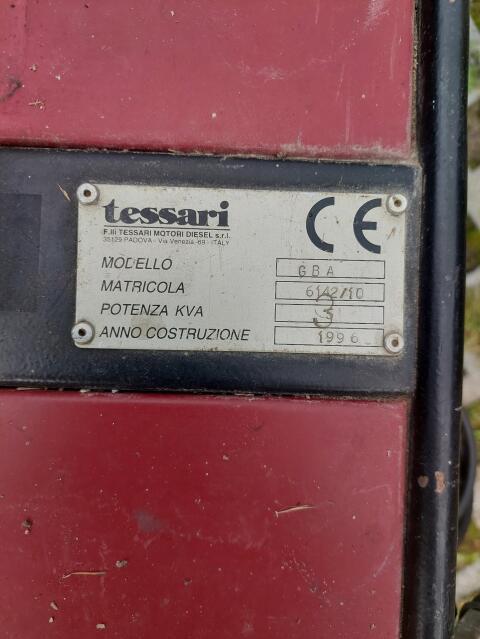 tessari
F.lli TESSARI MOTORI DIESEL s.r.l.
35129 PADOVA - Via Venezia 69 - ITALY
CE
MODELLO GBA
MATRICOLA 6142/10
POTENZA KVA 3
ANNO COSTRUZIONE 1996